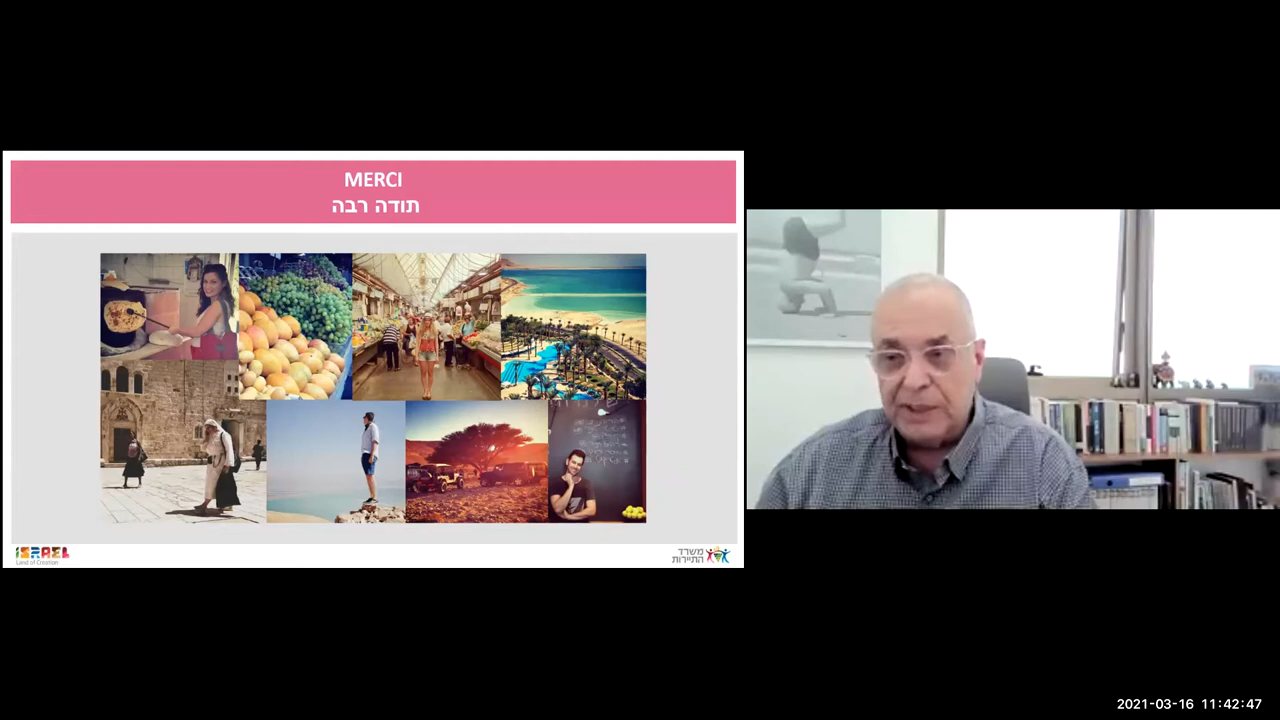 MERCI
תודה רבה
ISRAEL
Land of Creation
משרד
התיירות
2021-03-16 11:42:47